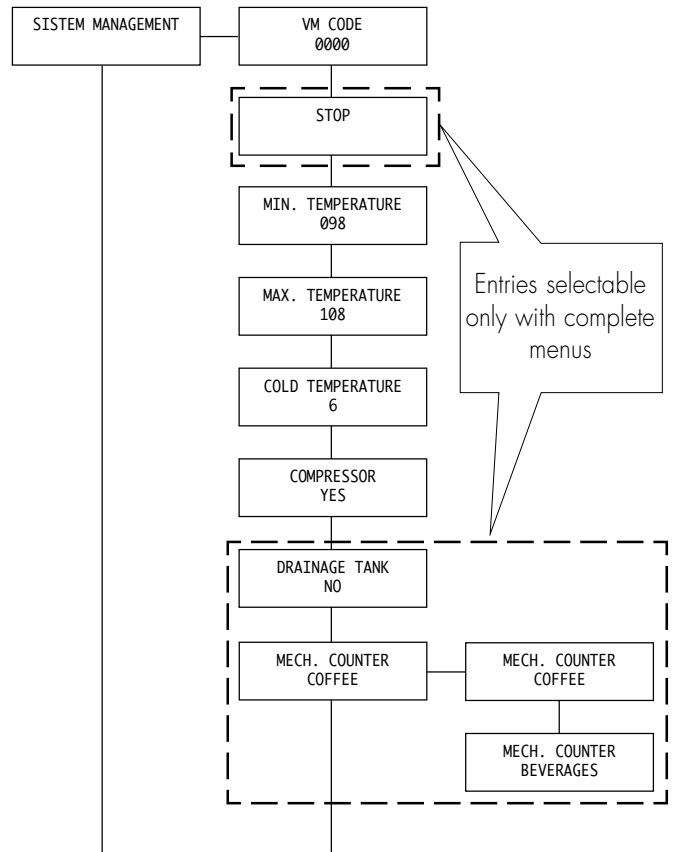 SISTEM MANAGEMENT
VM CODE
0000
STOP
MIN. TEMPERATURE
098
MAX. TEMPERATURE
108
Entries selectable
only with complete
menus
COLD TEMPERATURE
6
COMPRESSOR
YES
DRAINAGE TANK
NO
MECH. COUNTER
COFFEE
MECH. COUNTER
COFFEE
MECH. COUNTER
BEVERAGES